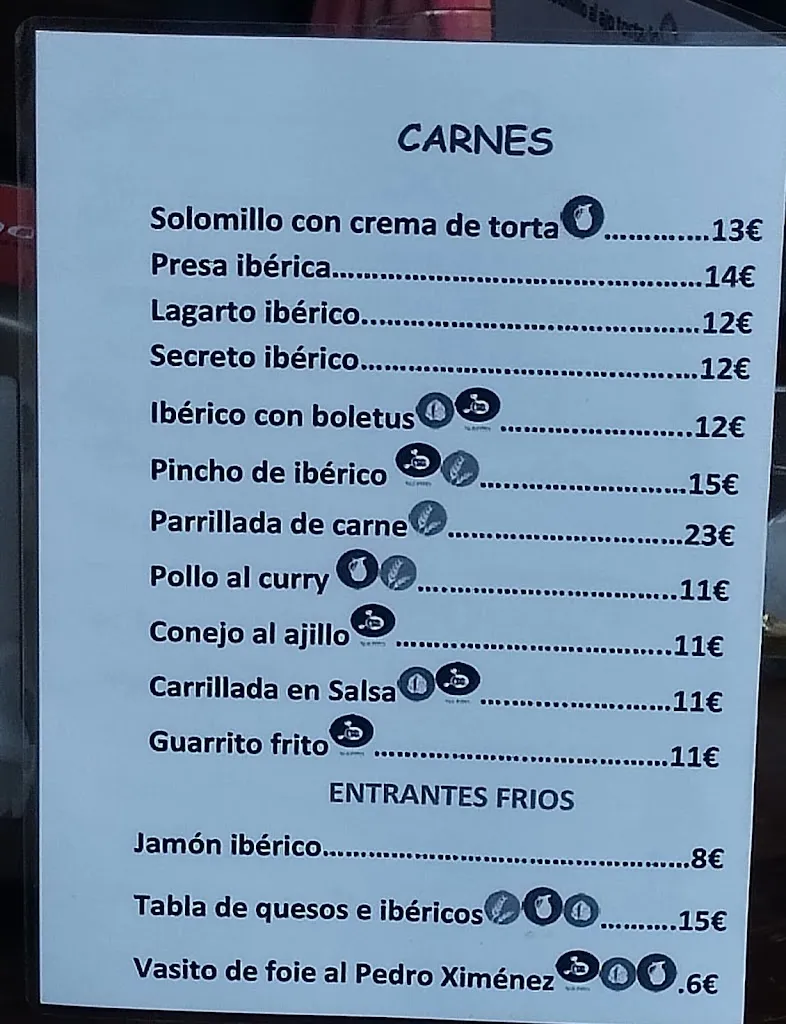 CARNES
Solomillo con crema de torta..............13€
Presa ibérica..................................................14€
Lagarto ibérico..............................................12€
Secreto ibérico..............................................12€
Ibérico con boletus..........................12€
Pincho de ibérico............................15€
Parrillada de carne................................23€
Pollo al curry....................................11€
Conejo al ajillo......................................11€
Carrillada en Salsa..........................11€
Guarrito frito........................................11€
ENTRANTES FRIOS
Jamón ibérico..................................................8€
Tabla de quesos e ibéricos..........15€
Vasito de foie al Pedro Ximénez.6€